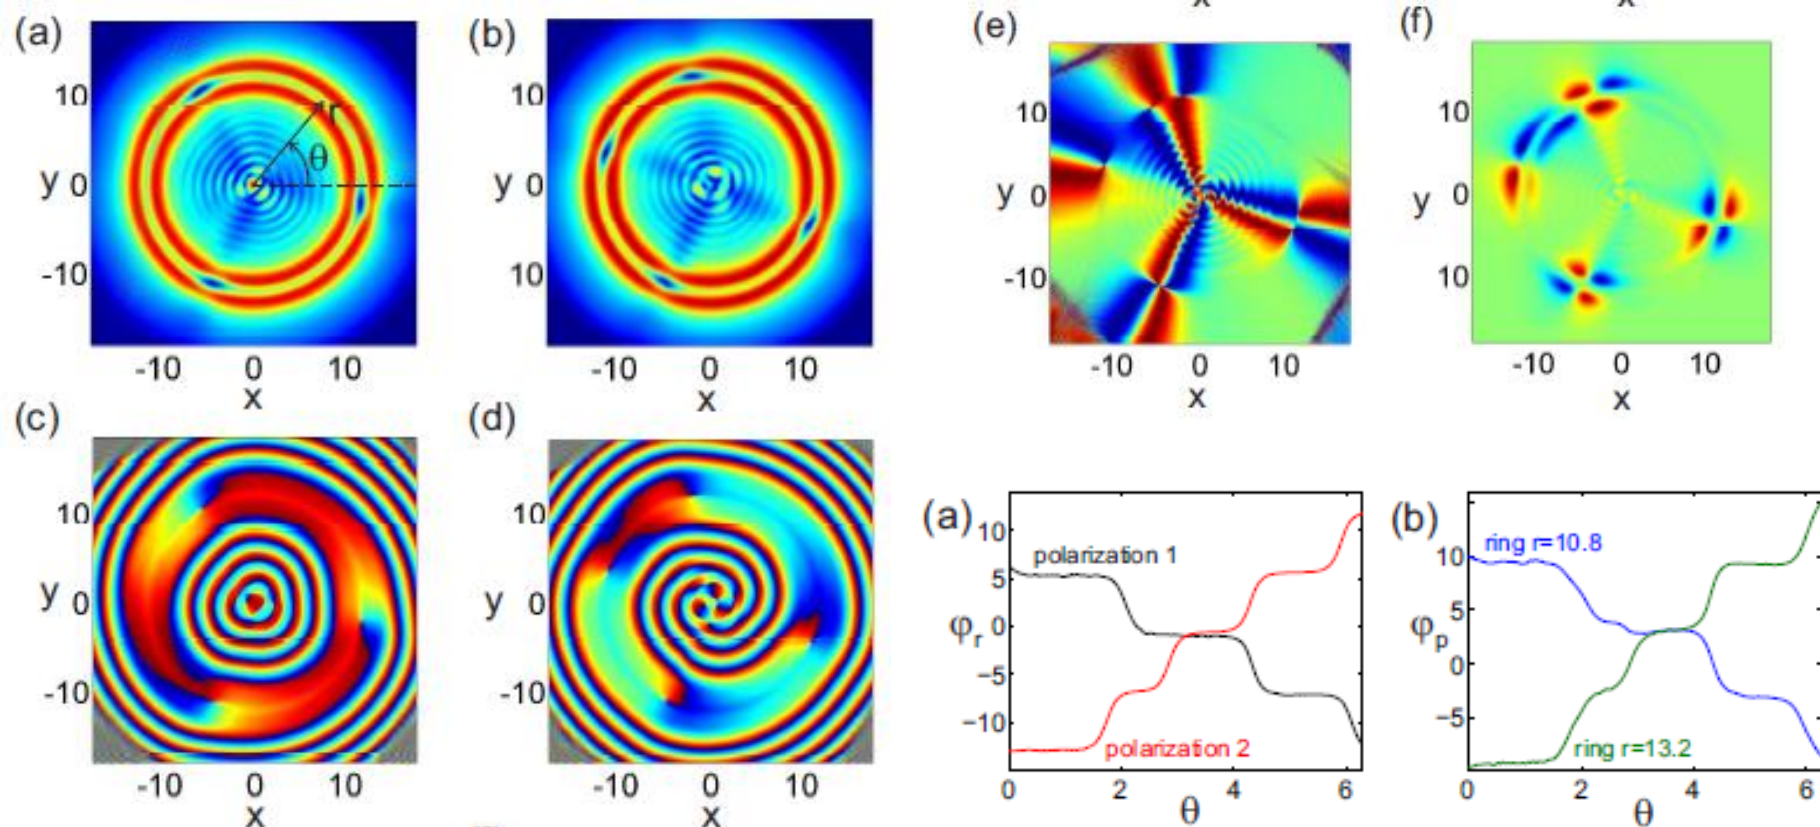 x x
(a) (b) (e) (f)
10
y 0
-10
-10 0 10
x
r
θ
10
y 0
10
-10 0 10
x
10
y 0
-10
-10 0 10
x
10
y 0
10
-10 0 10
x
(c) (d)
10
y 0
-10
-10 0 10
x
10
y 0
-10
-10 0 10
x
(a)
10
5
0
−5
−10
φr
polarization 1
polarization 2
0 2 4 6
θ
(b)
10
5
0
−5
φp
ring r=10.8
ring r=13.2
0 2 4 6
θ